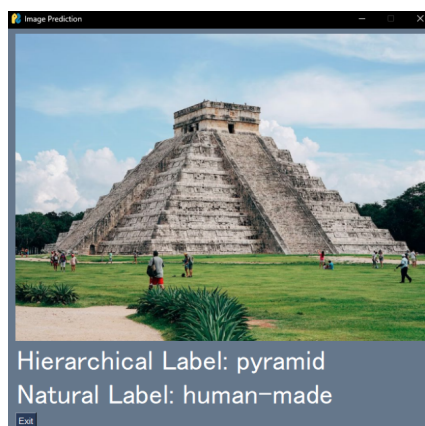 Image Prediction
Hierarchical Label: pyramid
Natural Label: human-made
Exit